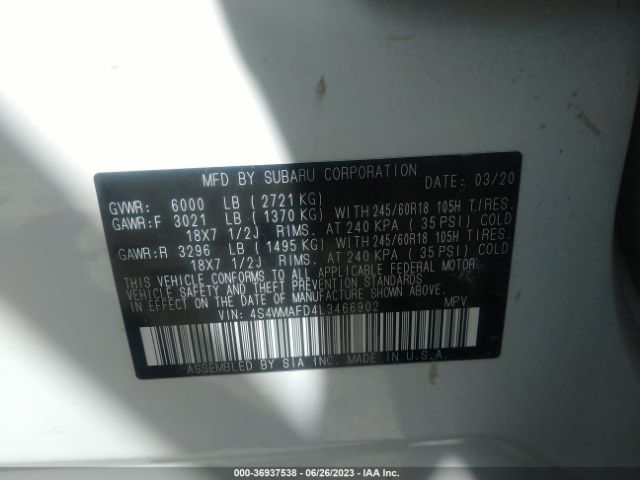 MFD BY SUBARU CORPORATION
DATE: 03/20
GVWR: 6000 LB ( 2721 KG)
GAWR:F 3021 LB ( 1370 KG) WITH 245/60R18 105H TIRES.
18X7 1/2J RIMS. AT 240 KPA ( 35 PSI) COLD
GAWR:R 3296 LB ( 1495 KG) WITH 245/60R18 105H TIRES.
18X7 1/2J RIMS. AT 240 KPA ( 35 PSI) COLD
THIS VEHICLE CONFORMS TO ALL APPLICABLE FEDERAL MOTOR
VEHICLE SAFETY AND THEFT PREVENTION STANDARDS
IN EFFECT ON THE DATE OF MANUFACTURE SHOWN ABOVE.
VIN: 4S4WMAFD4L3466902 MPV
ASSEMBLED BY SIA INC. MADE IN U.S.A.
000-36937538 - 06/26/2023 - IAA Inc.